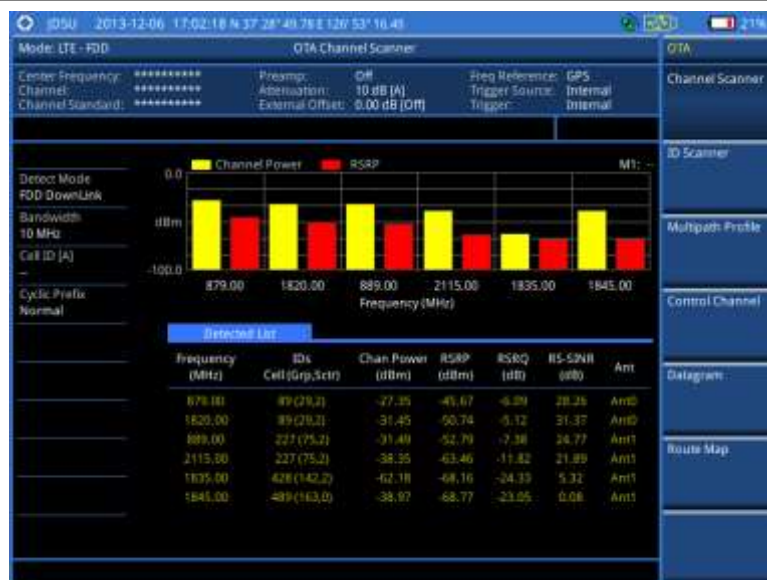 JDSU 2013-12-06 17:02:18 N 37° 28' 49.78 E 126° 53' 16.45 21%
Mode: LTE - FDD OTA Channel Scanner OTA
Center Frequency: ********** Preamp: Off Freq Reference: GPS
Channel: ********** Attenuation: 10 dB [A] Trigger Source: Internal
Channel Standard: ********** External Offset: 0.00 dB [Off] Trigger: Internal
Channel Scanner
ID Scanner
Multipath Profile
Control Channel
Datagram
Route Map
Detect Mode
FDD DownLink
Bandwidth
10 MHz
Cell ID [A]
--
Cyclic Prefix
Normal
Channel Power RSRP M1: --
0.0
dBm
-100.0
879.00 1820.00 889.00 2115.00 1835.00 1845.00
Frequency (MHz)
Detected List
Frequency (MHz) IDs Cell (Grp,Sctr) Chan Power (dBm) RSRP (dBm) RSRQ (dB) RS-SINR (dB) Ant
879.00 89 (29,2) -27.35 -45.67 -6.09 28.26 Ant0
1820.00 89 (29,2) -31.45 -50.74 -5.12 31.37 Ant0
889.00 227 (75,2) -31.49 -52.79 -7.38 24.77 Ant1
2115.00 227 (75,2) -38.35 -63.46 -11.82 21.89 Ant1
1835.00 428 (142,2) -62.18 -68.16 -24.33 5.32 Ant1
1845.00 489 (163,0) -38.97 -68.77 -23.05 0.08 Ant1